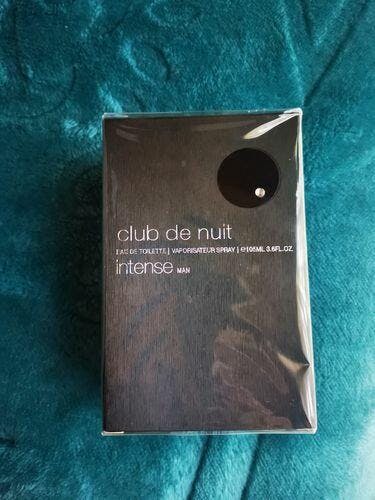 club de nuit
EAU DE TOILETTE | VAPORISATEUR SPRAY | ℮105ML 3.6FL.OZ.
intense MAN